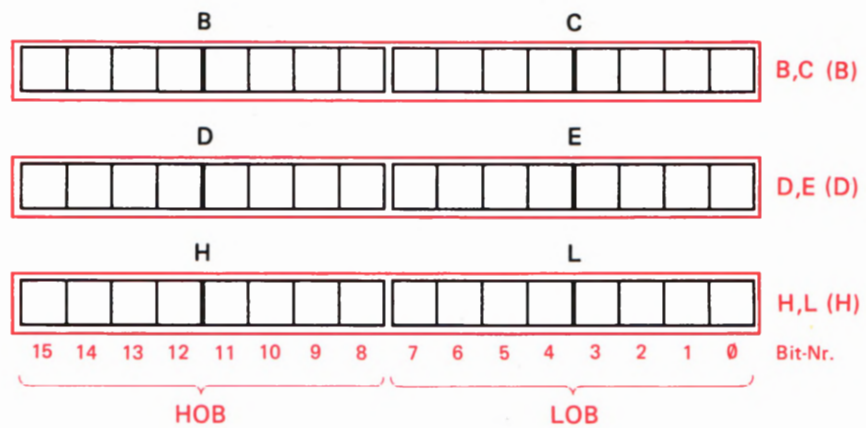 B C
B,C (B)
D E
D,E (D)
H L
H,L (H)
15 14 13 12 11 10 9 8 7 6 5 4 3 2 1 Ø Bit-Nr.
HOB LOB